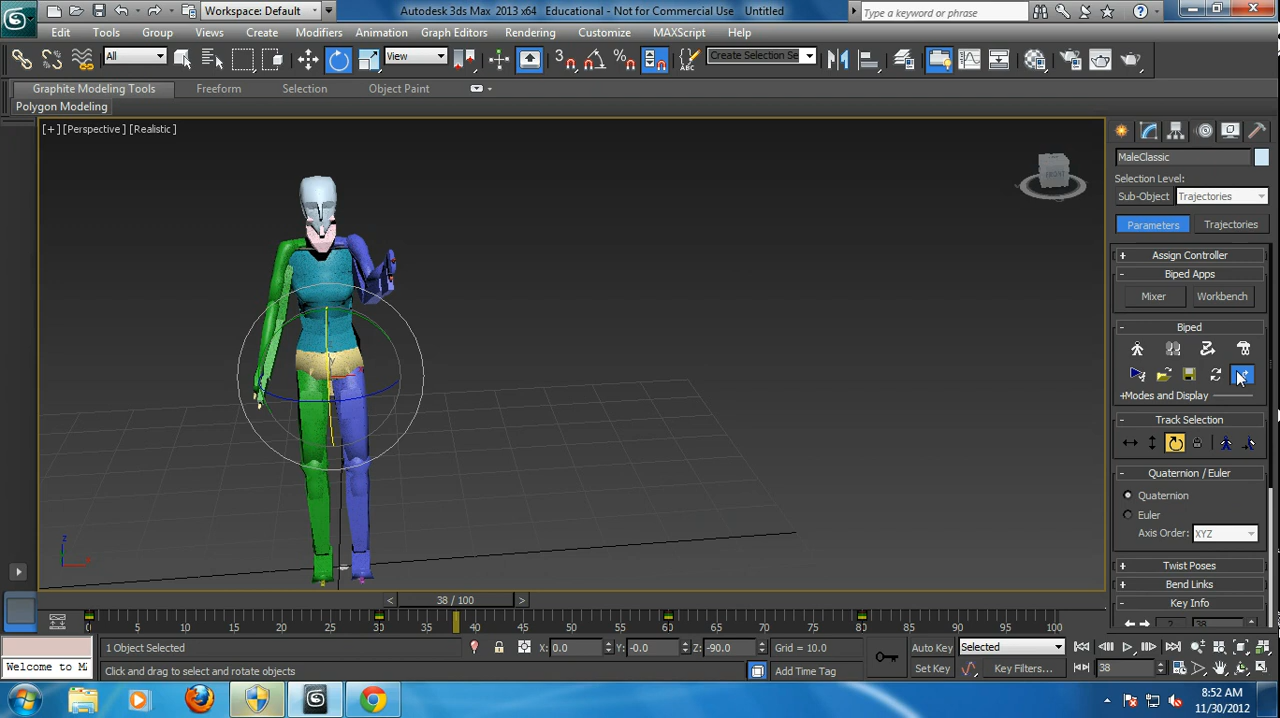 Workspace: Default
Autodesk 3ds Max 2013 x64 Educational - Not for Commercial Use Untitled
Type a keyword or phrase
Edit Tools Group Views Create Modifiers Animation Graph Editors Rendering Customize MAXScript Help
All View 3 Create Selection Se
Graphite Modeling Tools Freeform Selection Object Paint
Polygon Modeling
[+] [Perspective] [Realistic]
MaleClassic
Selection Level:
Sub-Object Trajectories
Parameters Trajectories
+ Assign Controller
- Biped Apps
Mixer Workbench
- Biped
+Modes and Display
- Track Selection
- Quaternion / Euler
Quaternion
Euler
Axis Order: XYZ
+ Twist Poses
+ Bend Links
- Key Info
2 38
z
< 38 / 100 >
0 5 10 15 20 25 30 35 40 45 50 55 60 65 70 75 80 85 90 95 100
1 Object Selected X: 0.0 Y: -0.0 Z: -90.0 Grid = 10.0 Auto Key Selected
Welcome to M Click and drag to select and rotate objects Add Time Tag Set Key Key Filters... 38
8:52 AM
11/30/2012